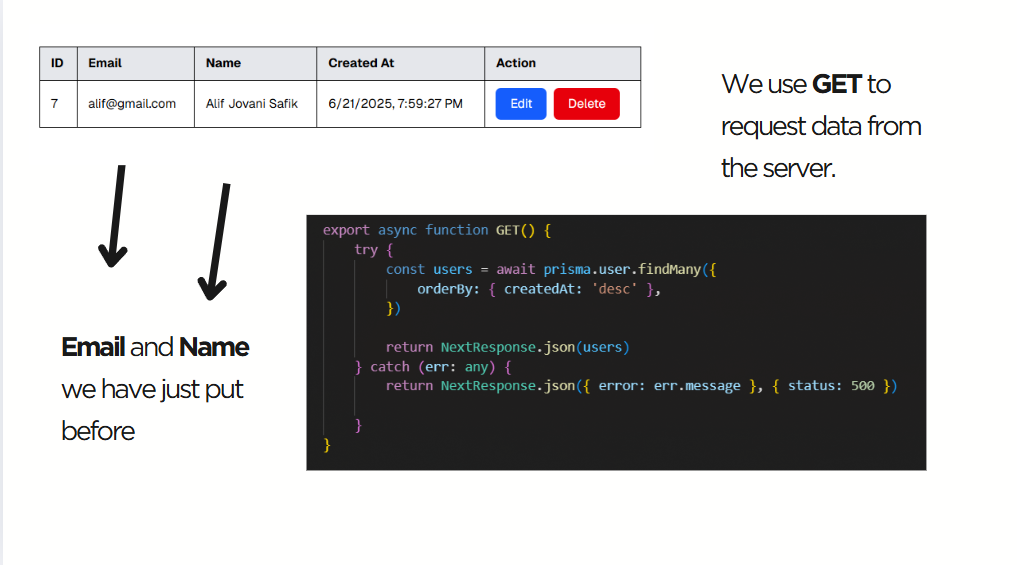 ID Email Name Created At Action
7 alif@gmail.com Alif Jovani Safik 6/21/2025, 7:59:27 PM Edit Delete
We use GET to
request data from
the server.
export async function GET() {
try {
const users = await prisma.user.findMany({
orderBy: { createdAt: 'desc' },
})
return NextResponse.json(users)
} catch (err: any) {
return NextResponse.json({ error: err.message }, { status: 500 })
}
}
Email and Name
we have just put
before